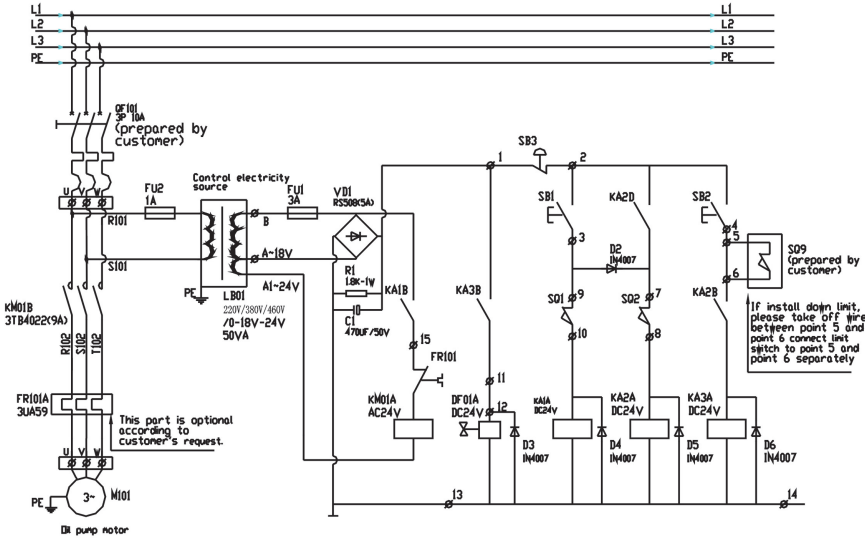 L1
L2
L3
PE
L1
L2
L3
PE
QF101
3P 10A
(prepared by
customer)
U V W
R101
S101
FU2
1A
Control electricity
source
FU1
3A
VD1
RS508(5A)
B
A~18V
A1~24V
PE
LB01
220V/380V/460V
/0-18V-24V
50VA
R1
1.8K-1W
C1
470UF/50V
KA1B
15
FR101
KM01A
AC24V
1
SB3
2
KA3B
11
12
DF01A
DC24V
D3
IN4007
SB1
3
D2
IN4007
SQ1
9
10
KA1A
DC24V
D4
IN4007
KA2D
SQ2
7
8
KA2A
DC24V
D5
IN4007
SB2
4
5
6
KA2B
SQ9
(prepared by
customer)
If install down limit,
please take off wire
between point 5 and
point 6 connect limit
switch to point 5 and
point 6 separately
KA3A
DC24V
D6
IN4007
13
14
KM01B
3TB4022(9A)
R102
S102
T102
FR101A
3UA59
This part is optional
according to
customer's request.
U V W
PE
3~
M101
Oil pump motor